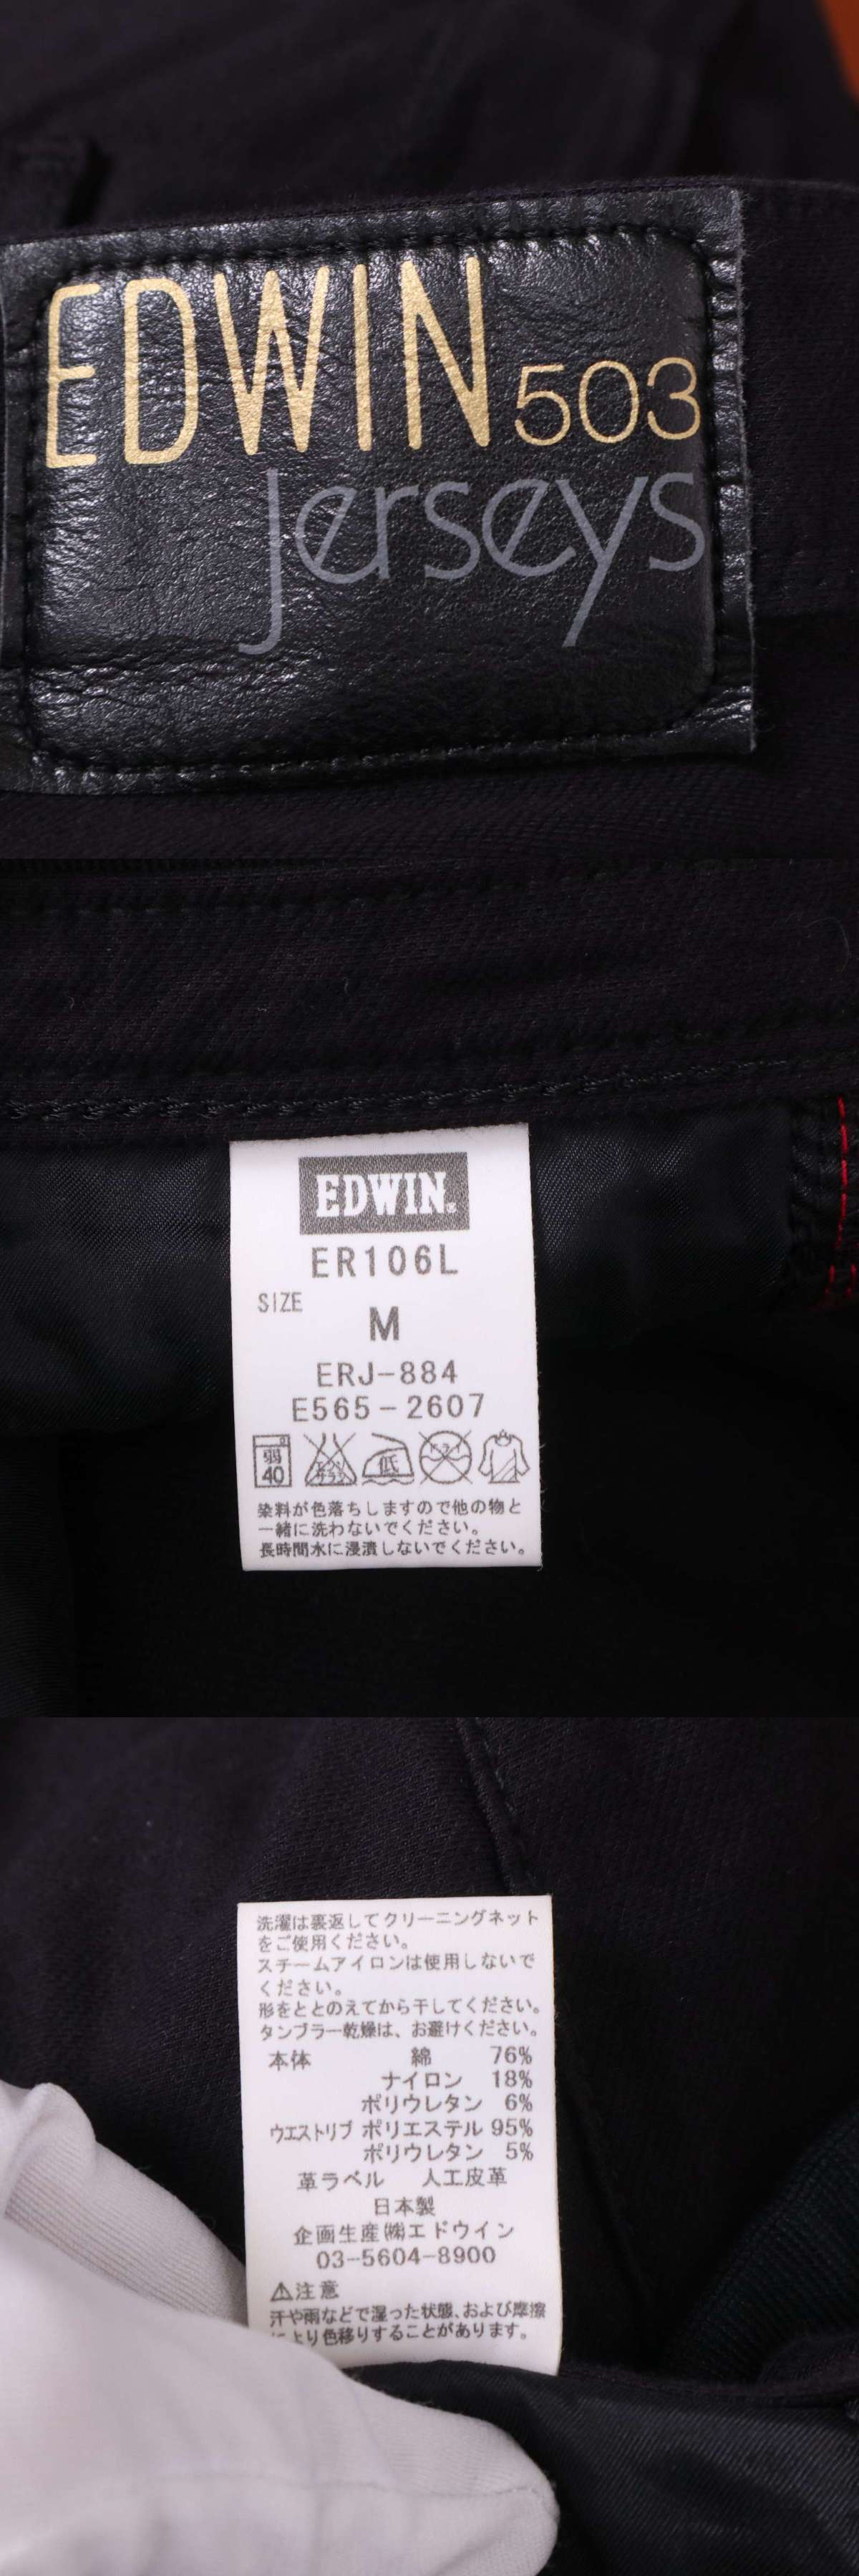 EDWIN 503
Jerseys
EDWIN®
ER106L
SIZE
M
ERJ-884
E565-2607
弱 40 エンソサラシ 低 ドライ
染料が色落ちしますので他の物と
一緒に洗わないでください。
長時間水に浸漬しないでください。
洗濯は裏返してクリーニングネット
をご使用ください。
スチームアイロンは使用しないで
ください。
形をととのえてから干してください。
タンブラー乾燥は、お避けください。
本体 綿 76%
ナイロン 18%
ポリウレタン 6%
ウエストリブ ポリエステル 95%
ポリウレタン 5%
革ラベル 人工皮革
日本製
企画生産㈱エドウイン
03-5604-8900
⚠注意
汗や雨などで湿った状態、および摩擦
により色移りすることがあります。